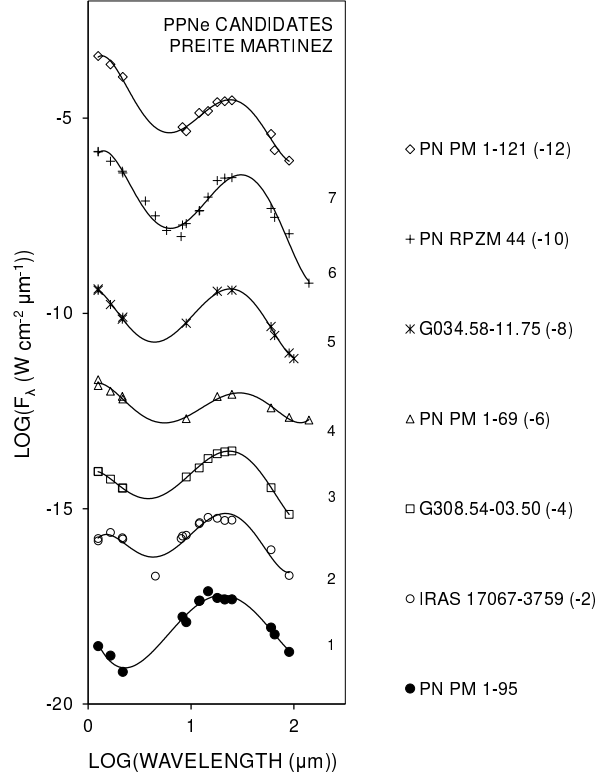 PPNe CANDIDATES
PREITE MARTINEZ
-5
PN PM 1-121 (-12)
7
PN RPZM 44 (-10)
6
-10
5
G034.58-11.75 (-8)
LOG(Fλ (W cm-2 µm-1))
PN PM 1-69 (-6)
4
3
-15
G308.54-03.50 (-4)
2
IRAS 17067-3759 (-2)
1
PN PM 1-95
-20
0
1
2
LOG(WAVELENGTH (µm))